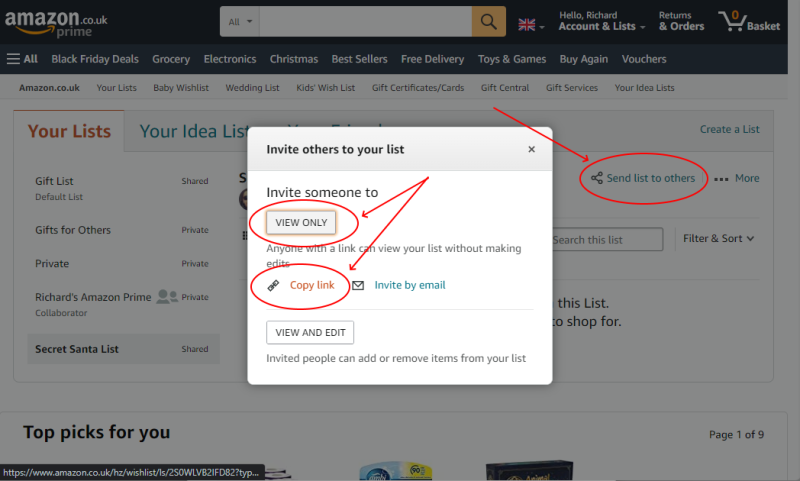 amazon.co.uk
prime
All
Hello, Richard
Account & Lists
Returns
& Orders
0
Basket
All
Black Friday Deals
Grocery
Electronics
Christmas
Best Sellers
Free Delivery
Toys & Games
Buy Again
Vouchers
Amazon.co.uk
Your Lists
Baby Wishlist
Wedding List
Kids' Wish List
Gift Certificates/Cards
Gift Central
Gift Services
Your Idea Lists
Your Lists
Your Idea List
Create a List
Gift List
Shared
Default List
Gifts for Others
Private
Private
Private
Richard's Amazon Prime
Private
Collaborator
Secret Santa List
Shared
S
Send list to others
More
Search this list
Filter & Sort
this List.
to shop for.
Invite others to your list
Invite someone to
VIEW ONLY
Anyone with a link can view your list without making
edits
Copy link
Invite by email
VIEW AND EDIT
Invited people can add or remove items from your list
Top picks for you
Page 1 of 9
90
https://www.amazon.co.uk/hz/wishlist/ls/2S0WLVB2IFD82?typ...